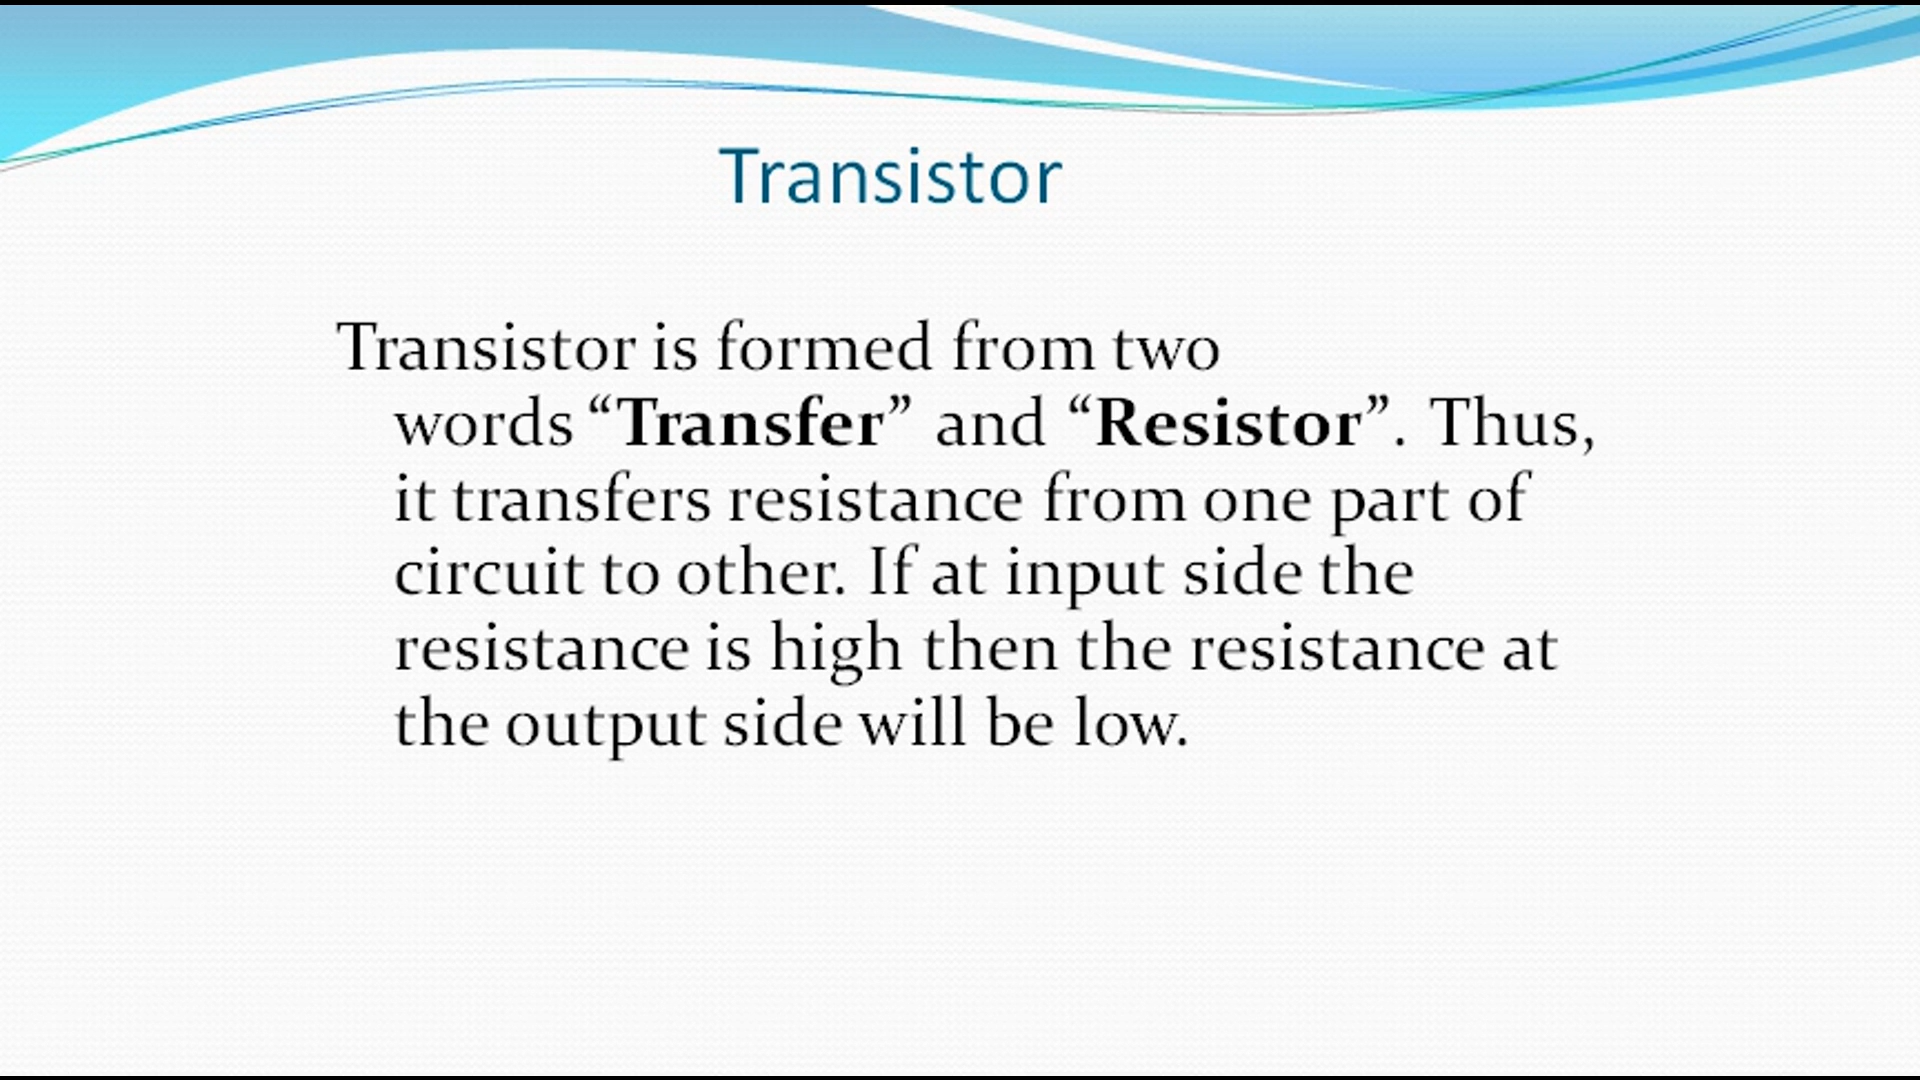 Transistor
Transistor is formed from two
words “Transfer” and “Resistor”. Thus,
it transfers resistance from one part of
circuit to other. If at input side the
resistance is high then the resistance at
the output side will be low.